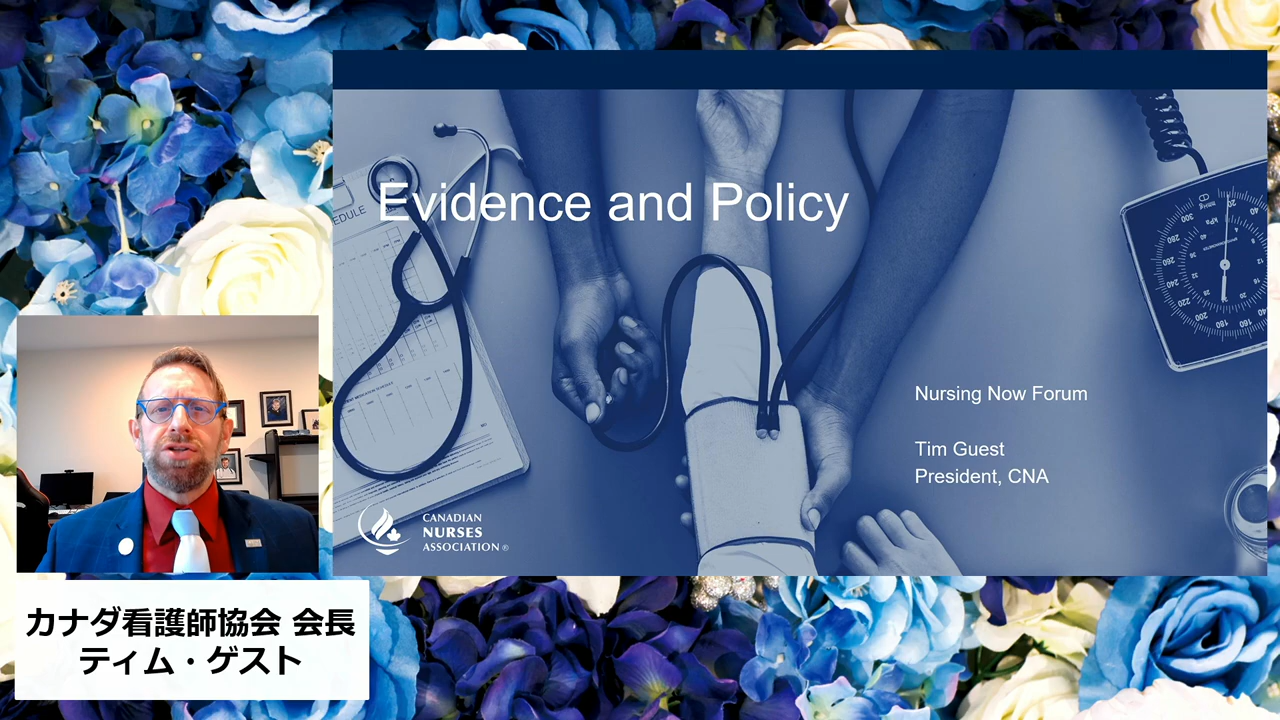 Evidence and Policy
Nursing Now Forum
Tim Guest
President, CNA
CANADIAN
NURSES
ASSOCIATION®
カナダ看護師協会 会長
ティム・ゲスト